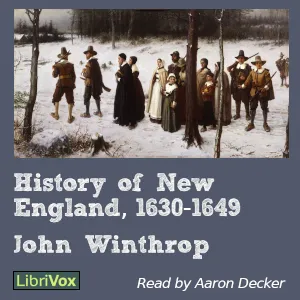 History of New
England, 1630-1649
John Winthrop
LibriVox
Read by Aaron Decker